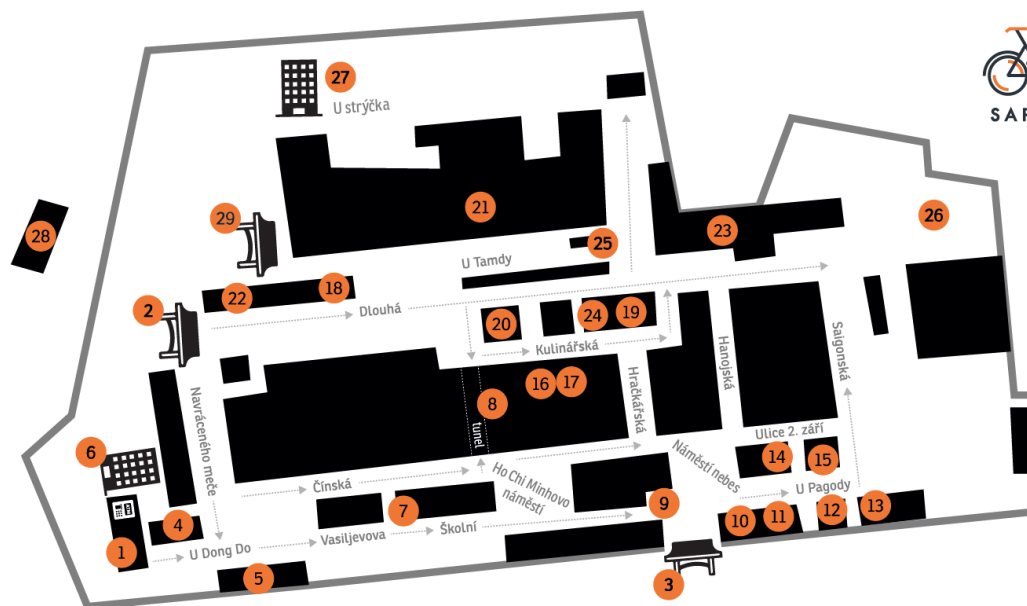 27
U strýčka
SAP
28
29
21
23
26
25
U Tamdy
22
18
2
Dlouhá
20
24
19
Kulinářská
16
17
8
tunel
Hračkářská
Hanojská
Saigonská
Navráceného meče
6
Čínská
Ho Chi Minhovo
náměstí
Náměstí nebes
Ulice 2. září
14
15
U Pagody
1
4
7
9
10
11
12
13
U Dong Do
Vasiljevova
Školní
5
3